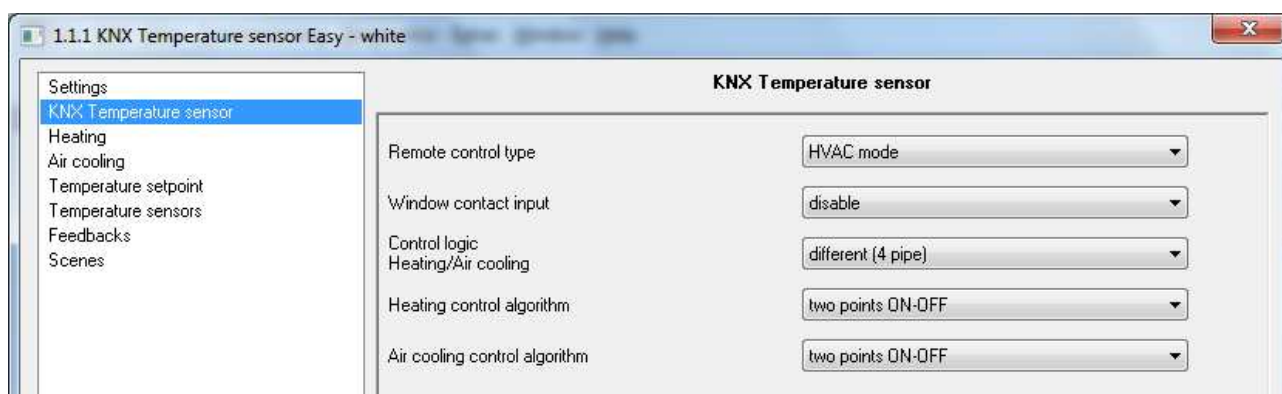 1.1.1 KNX Temperature sensor Easy - white
Settings
KNX Temperature sensor
Heating
Air cooling
Temperature setpoint
Temperature sensors
Feedbacks
Scenes
KNX Temperature sensor
Remote control type
HVAC mode
Window contact input
disable
Control logic
Heating/Air cooling
different (4 pipe)
Heating control algorithm
two points ON-OFF
Air cooling control algorithm
two points ON-OFF